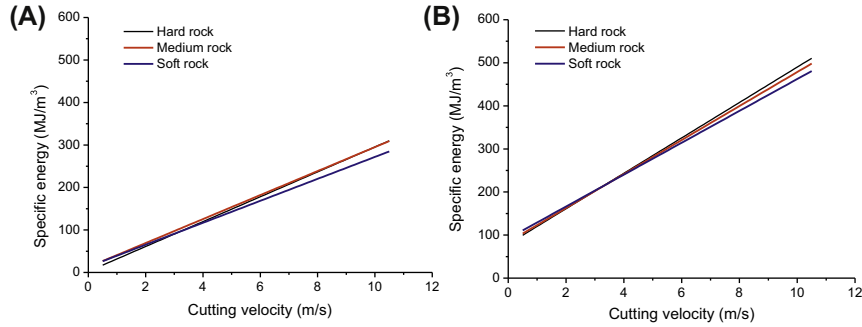 (A)
Specific energy (MJ/m³)
600
500
400
300
200
100
0
Hard rock
Medium rock
Soft rock
0 2 4 6 8 10 12
Cutting velocity (m/s)
(B)
Specific energy (MJ/m³)
600
500
400
300
200
100
0
Hard rock
Medium rock
Soft rock
0 2 4 6 8 10 12
Cutting velocity (m/s)